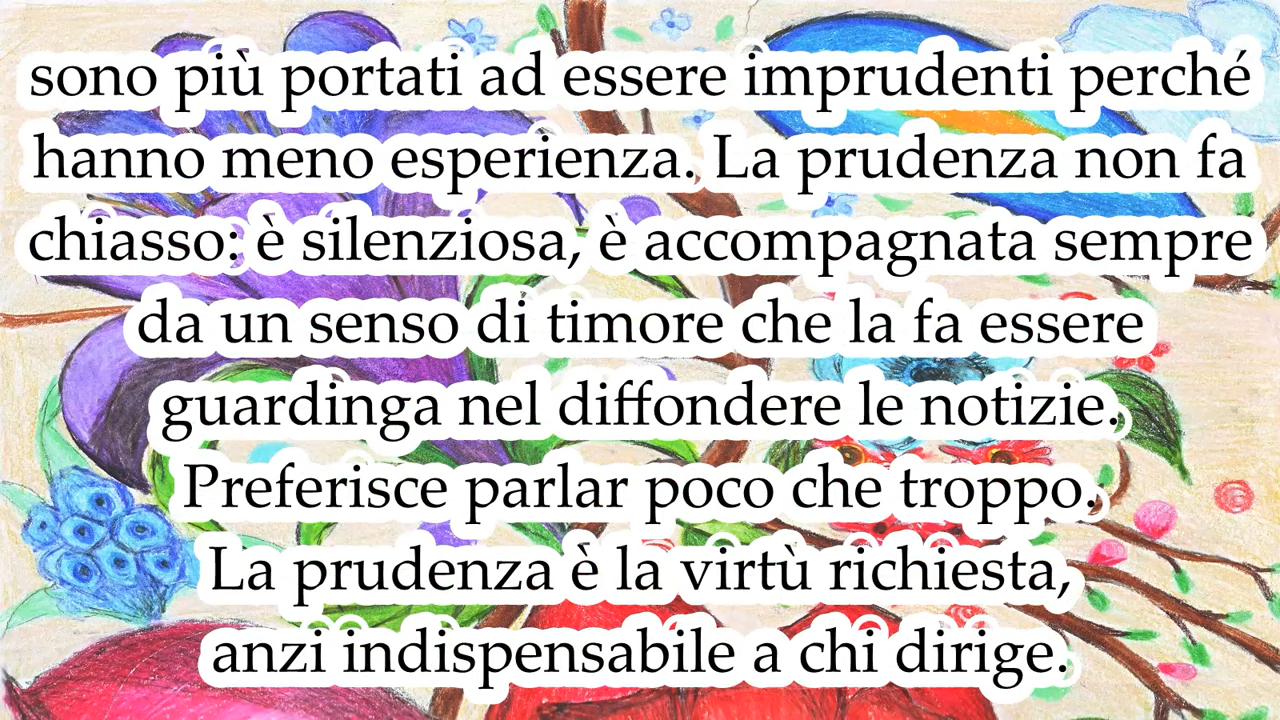 sono più portati ad essere imprudenti perché
hanno meno esperienza. La prudenza non fa
chiasso: è silenziosa, è accompagnata sempre
da un senso di timore che la fa essere
guardinga nel diffondere le notizie.
Preferisce parlar poco che troppo.
La prudenza è la virtù richiesta,
anzi indispensabile a chi dirige.